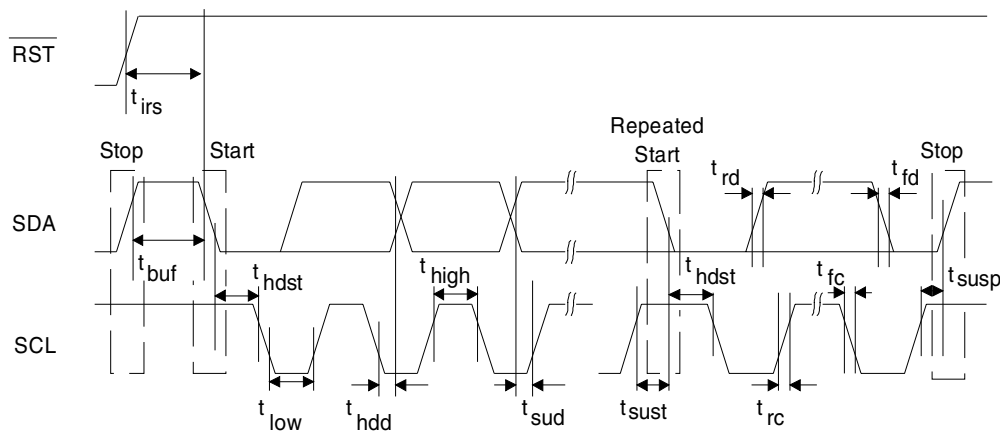 RST
t irs
Repeated
Stop Start Start Stop
t rd t fd
SDA
t buf t hdst t high t hdst t fc t susp
SCL
t low t hdd t sud t sust t rc